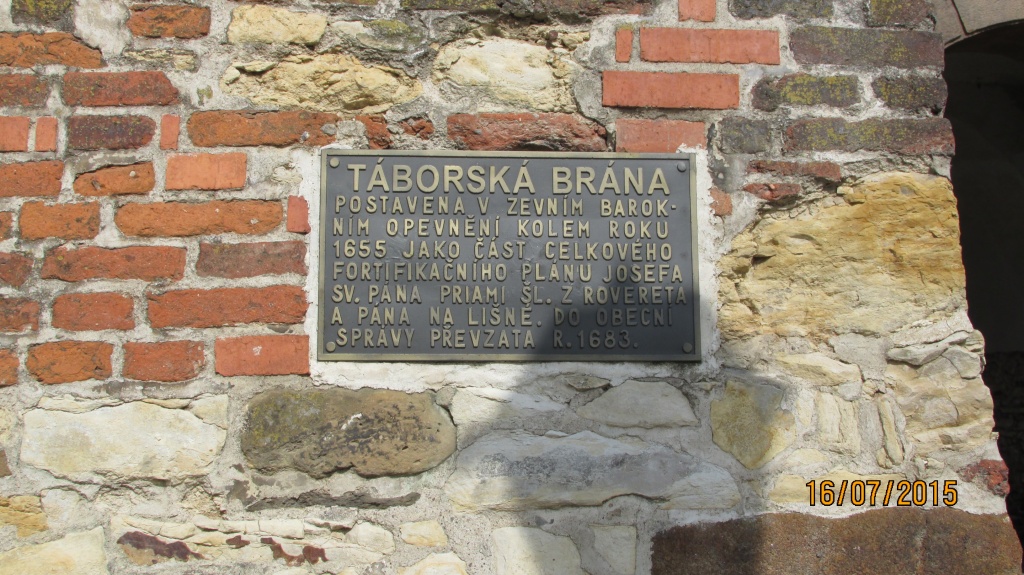 TÁBORSKÁ BRÁNA
POSTAVENA V ZEVNÍM BAROK-
NÍM OPEVNĚNÍ KOLEM ROKU
1655 JAKO ČÁST CELKOVÉHO
FORTIFIKAČNÍHO PLÁNU JOSEFA
SV. PÁNA PRIAMI ŠL. Z ROVERETA
A PÁNA NA LIŠNĚ. DO OBECNÍ
SPRÁVY PŘEVZATA R. 1683.
16/07/2015